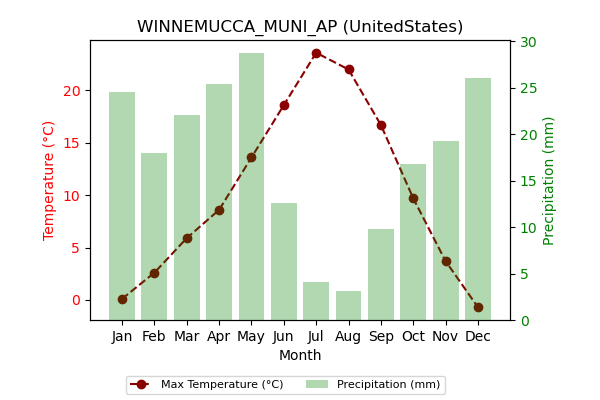 WINNEMUCCA_MUNI_AP (UnitedStates)
Temperature (°C)
20
15
10
5
0
30
25
20
15
10
5
0
Precipitation (mm)
Jan Feb Mar Apr May Jun Jul Aug Sep Oct Nov Dec
Month
Max Temperature (°C) Precipitation (mm)